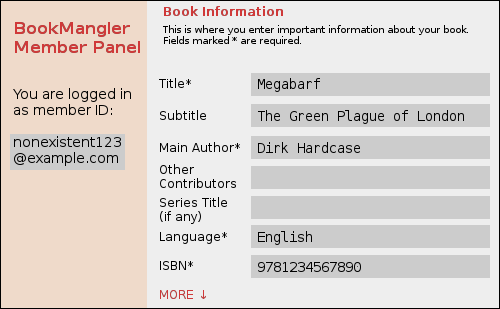 BookMangler
Member Panel
You are logged in
as member ID:
nonexistent123
@example.com
Book Information
This is where you enter important information about your book.
Fields marked * are required.
Title* Megabarf
Subtitle The Green Plague of London
Main Author* Dirk Hardcase
Other
Contributors
Series Title
(if any)
Language* English
ISBN* 9781234567890
MORE ↓